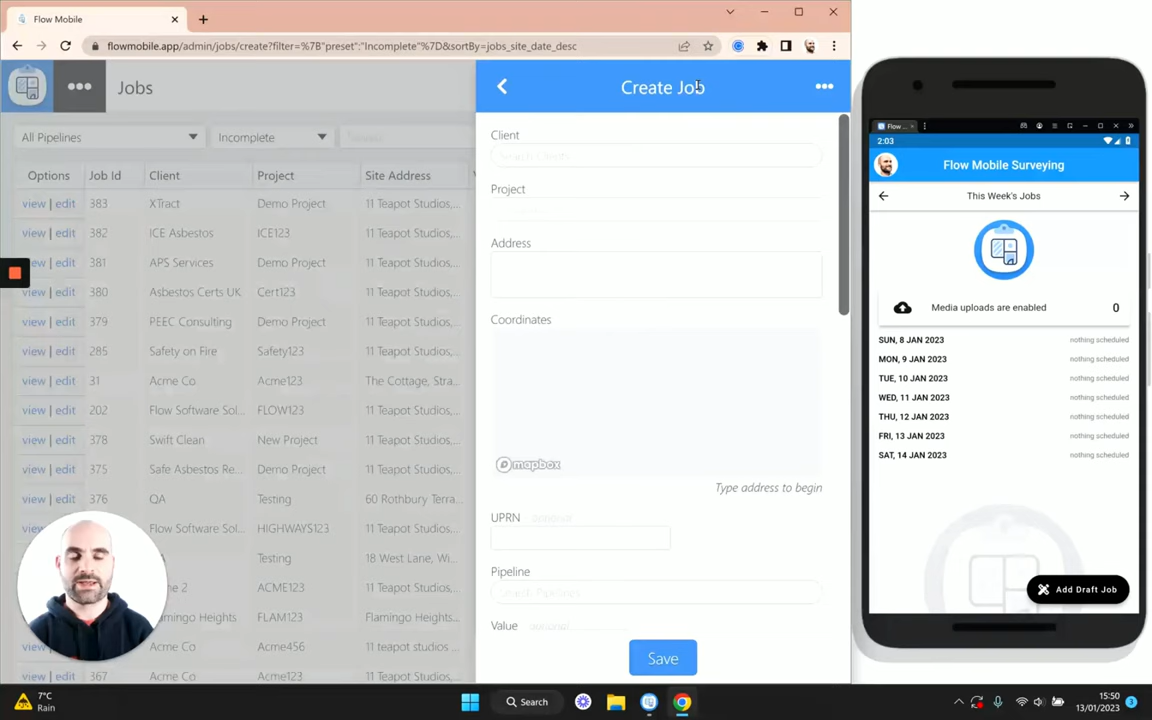 Flow Mobile
flowmobile.app/admin/jobs/create?filter=%7B"preset":"Incomplete"%7D&sortBy=jobs_site_date_desc
Jobs
All Pipelines
Incomplete
Options Job Id Client Project Site Address
view | edit 383 XTract Demo Project 11 Teapot Studios,...
view | edit 382 ICE Asbestos ICE123 11 Teapot Studios,...
view | edit 381 APS Services Demo Project 11 Teapot Studios,...
view | edit 380 Asbestos Certs UK Cert123 11 Teapot Studios,...
view | edit 379 PEEC Consulting Demo Project 11 Teapot Studios,...
view | edit 285 Safety on Fire Safety123 11 Teapot Studios,...
view | edit 31 Acme Co Acme123 The Cottage, Stra...
view | edit 202 Flow Software Sol... FLOW123 11 Teapot Studios,...
view | edit 378 Swift Clean New Project 11 Teapot Studios,...
view | edit 375 Safe Asbestos Re... Demo Project 11 Teapot Studios,...
view | edit 376 QA Testing 60 Rothbury Terra...
Flow Software Sol... HIGHWAYS123 11 Teapot Studios,...
Testing 18 West Lane, Wi...
ACME123 11 Teapot Studios,...
mingo Heights FLAM123 Flamingo Heights,...
Acme Co Acme456 11 teapot studios...
view | edit 367 Acme Co Acme123 11 Teapot Studios,...
Create Job
Client
Search Clients
Project
Address
Coordinates
mapbox
Type address to begin
UPRN optional
Pipeline
Search Pipelines
Value optional
Save
Flow ...
2:03
Flow Mobile Surveying
This Week's Jobs
Media uploads are enabled 0
SUN, 8 JAN 2023 nothing scheduled
MON, 9 JAN 2023 nothing scheduled
TUE, 10 JAN 2023 nothing scheduled
WED, 11 JAN 2023 nothing scheduled
THU, 12 JAN 2023 nothing scheduled
FRI, 13 JAN 2023 nothing scheduled
SAT, 14 JAN 2023 nothing scheduled
Add Draft Job
7°C
Rain
Search
15:50
13/01/2023
3